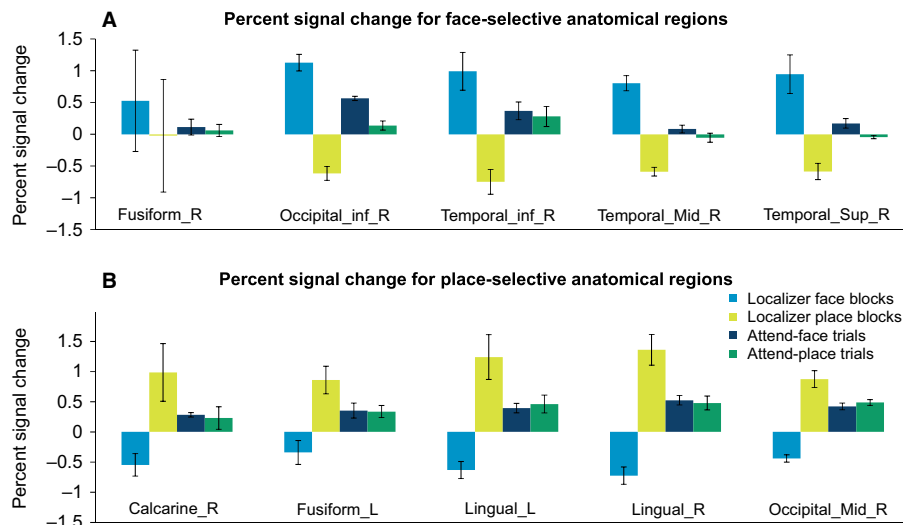 A Percent signal change for face-selective anatomical regions
Percent signal change
1.5
1
0.5
0
–0.5
–1
–1.5
Fusiform_R Occipital_inf_R Temporal_inf_R Temporal_Mid_R Temporal_Sup_R
B Percent signal change for place-selective anatomical regions
Localizer face blocks
Localizer place blocks
Attend-face trials
Attend-place trials
Percent signal change
1.5
1
0.5
0
–0.5
–1
–1.5
Calcarine_R Fusiform_L Lingual_L Lingual_R Occipital_Mid_R